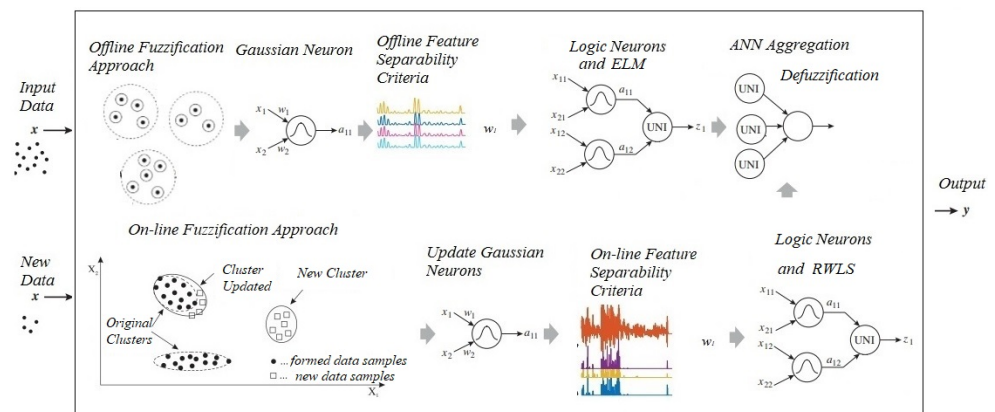 Offline Fuzzification
Approach
Gaussian Neuron
Offline Feature
Separability
Criteria
Logic Neurons
and ELM
ANN Aggregation
Defuzzification
Input
Data
x
x1
w1
x2
w2
a11
wi
x11
x21
x12
x22
a11
a12
UNI
z1
UNI
UNI
UNI
Output
y
On-line Fuzzification Approach
New
Data
x
X2
Cluster
Updated
New Cluster
Original
Clusters
...formed data samples
... new data samples
X1
Update Gaussian
Neurons
x1
w1
x2
w2
a11
On-line Feature
Separability
Criteria
wi
Logic Neurons
and RWLS
x11
x21
x12
x22
a11
a12
UNI
z1